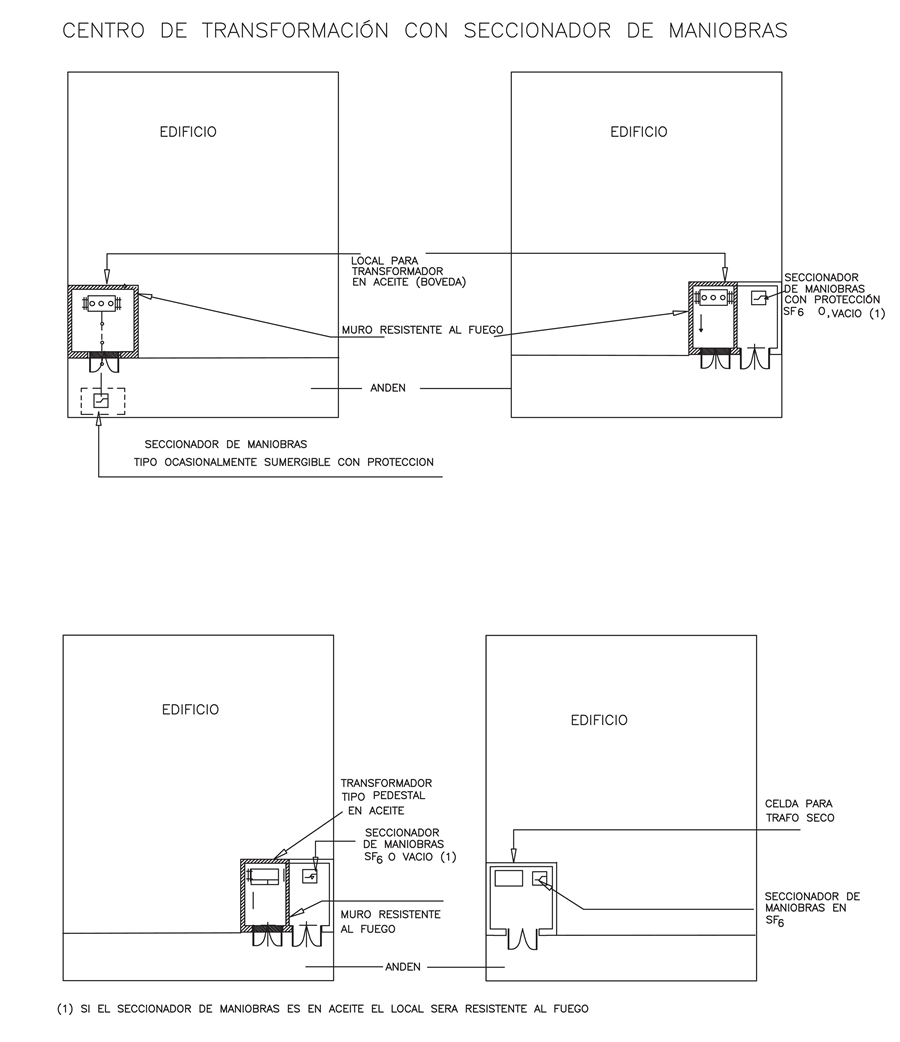 CENTRO DE TRANSFORMACIÓN CON SECCIONADOR DE MANIOBRAS
EDIFICIO
EDIFICIO
LOCAL PARA
TRANSFORMADOR
EN ACEITE (BOVEDA)
SECCIONADOR
DE MANIOBRAS
CON PROTECCIÓN
SF6 O,VACIO (1)
MURO RESISTENTE AL FUEGO
ANDEN
SECCIONADOR DE MANIOBRAS
TIPO OCASIONALMENTE SUMERGIBLE CON PROTECCION
EDIFICIO
EDIFICIO
TRANSFORMADOR
TIPO PEDESTAL
EN ACEITE
SECCIONADOR
DE MANIOBRAS
SF6 O VACIO (1)
MURO RESISTENTE
AL FUEGO
CELDA PARA
TRAFO SECO
SECCIONADOR DE
MANIOBRAS EN
SF6
ANDEN
(1) SI EL SECCIONADOR DE MANIOBRAS ES EN ACEITE EL LOCAL SERA RESISTENTE AL FUEGO